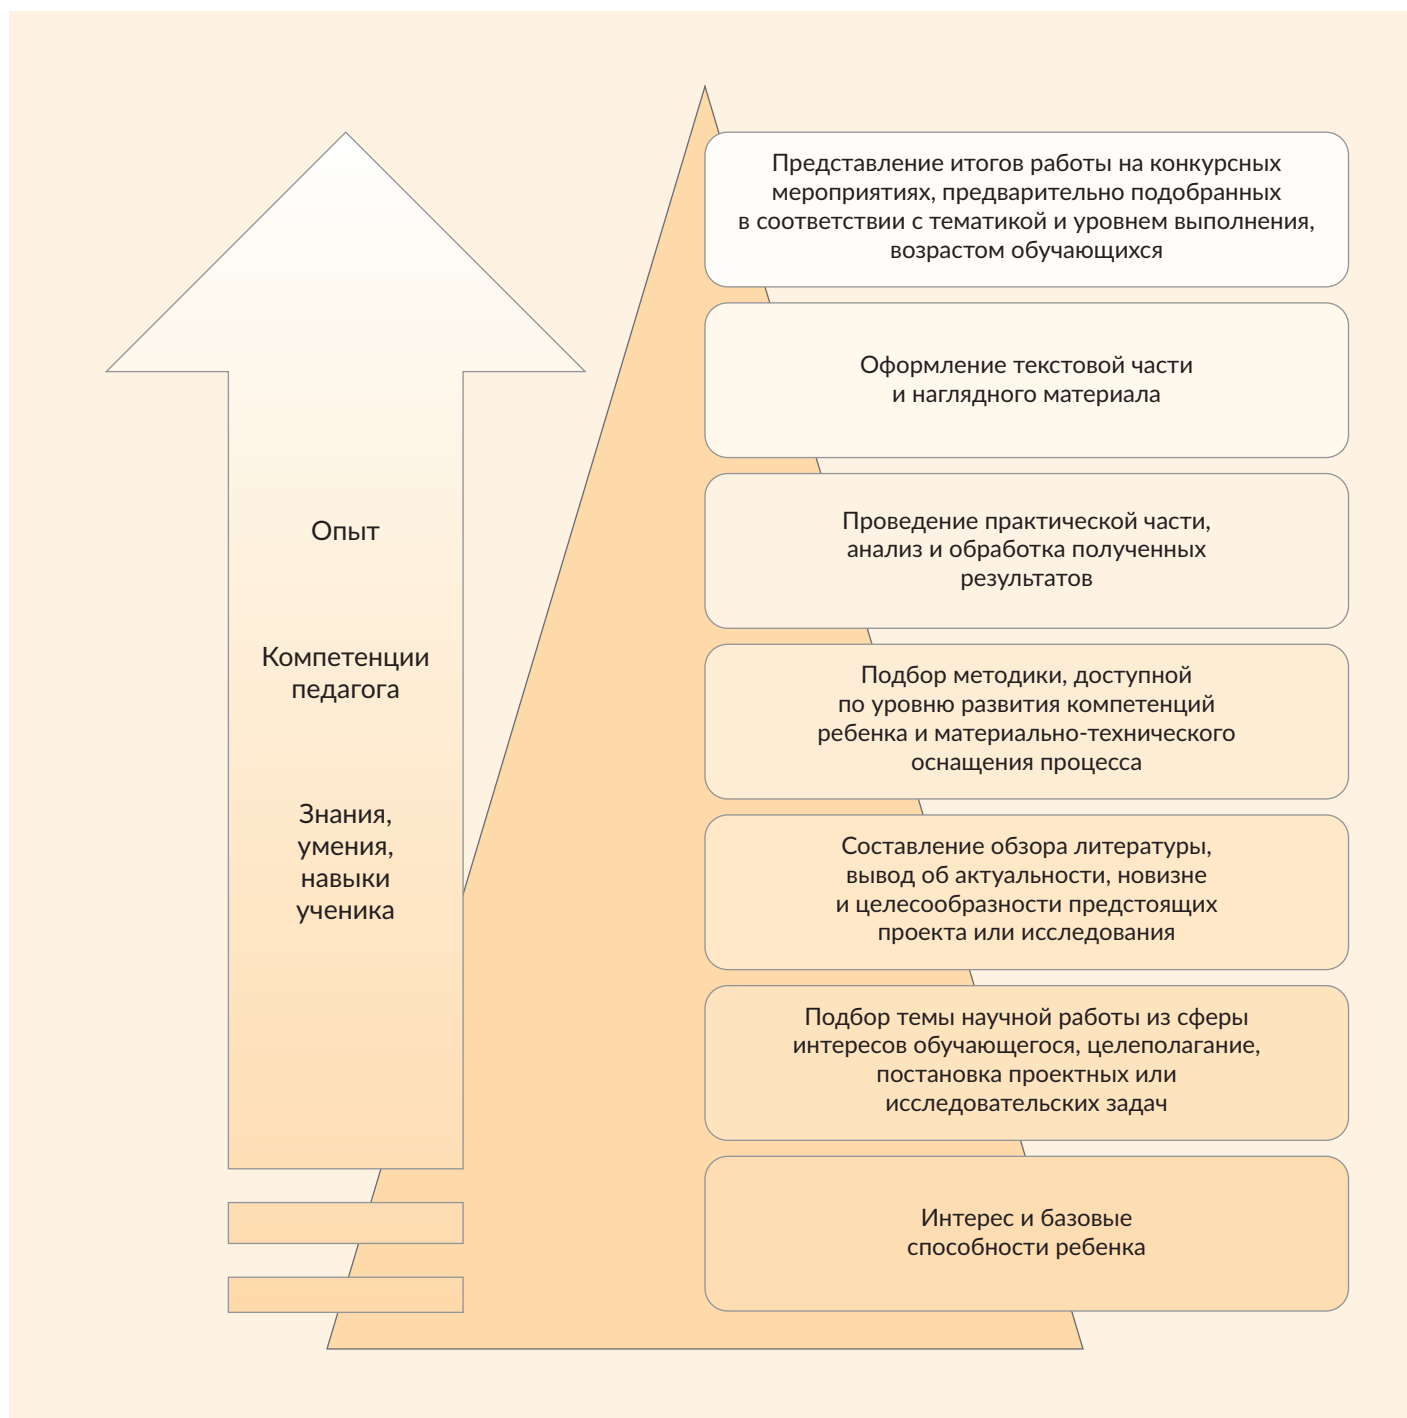 Опыт
Компетенции
педагога
Знания,
умения,
навыки
ученика
Представление итогов работы на конкурсных
мероприятиях, предварительно подобранных
в соответствии с тематикой и уровнем выполнения,
возрастом обучающихся
Оформление текстовой части
и наглядного материала
Проведение практической части,
анализ и обработка полученных
результатов
Подбор методики, доступной
по уровню развития компетенций
ребенка и материально-технического
оснащения процесса
Составление обзора литературы,
вывод об актуальности, новизне
и целесообразности предстоящих
проекта или исследования
Подбор темы научной работы из сферы
интересов обучающегося, целеполагание,
постановка проектных или
исследовательских задач
Интерес и базовые
способности ребенка